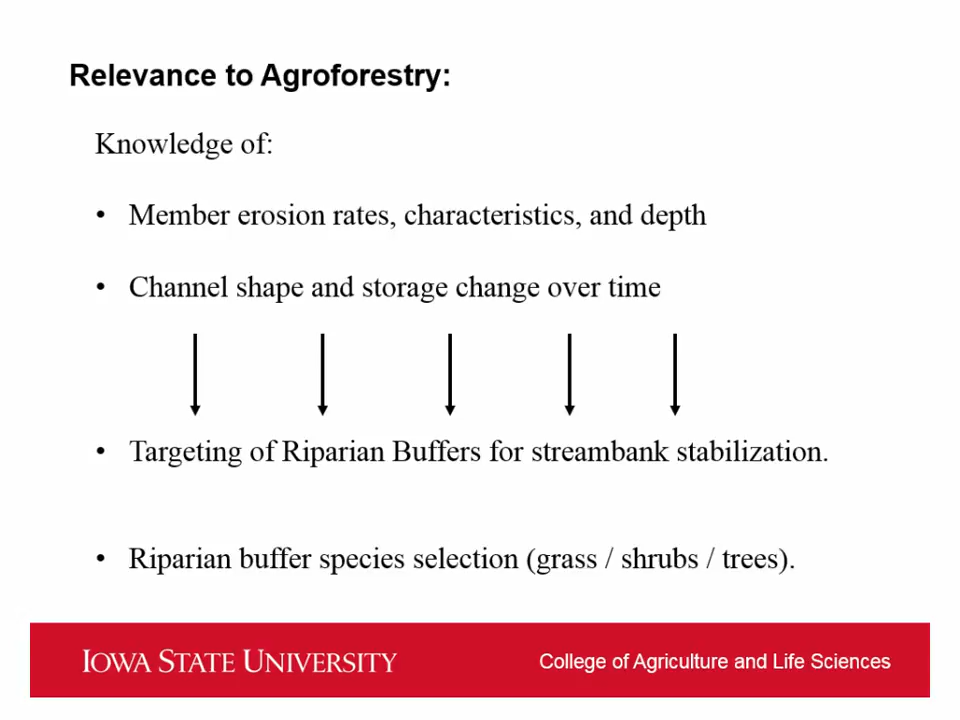 Relevance to Agroforestry:
Knowledge of:
• Member erosion rates, characteristics, and depth
• Channel shape and storage change over time
• Targeting of Riparian Buffers for streambank stabilization.
• Riparian buffer species selection (grass / shrubs / trees).
IOWA STATE UNIVERSITY
College of Agriculture and Life Sciences